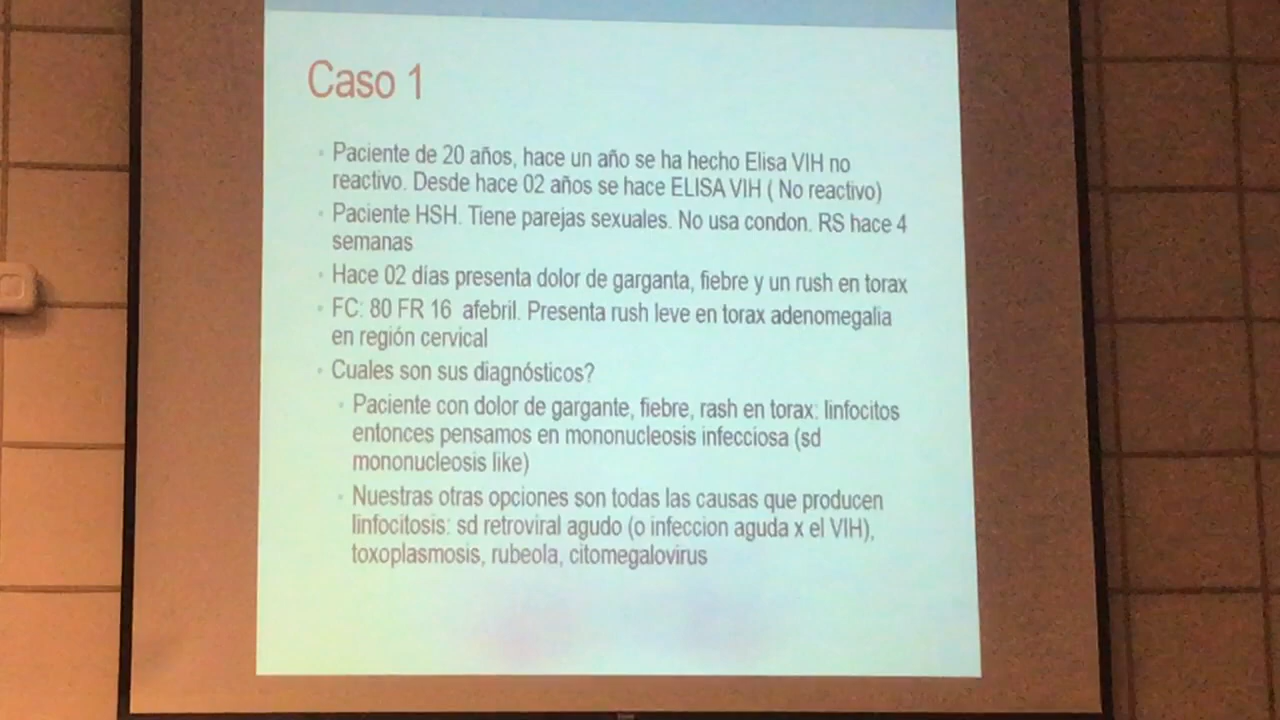 Caso 1
Paciente de 20 años, hace un año se ha hecho Elisa VIH no
reactivo. Desde hace 02 años se hace ELISA VIH ( No reactivo)
Paciente HSH. Tiene parejas sexuales. No usa condon. RS hace 4
semanas
Hace 02 días presenta dolor de garganta, fiebre y un rush en torax
FC: 80 FR 16 afebril. Presenta rush leve en torax adenomegalia
en región cervical
Cuales son sus diagnósticos?
Paciente con dolor de gargante, fiebre, rash en torax: linfocitos
entonces pensamos en mononucleosis infecciosa (sd
mononucleosis like)
Nuestras otras opciones son todas las causas que producen
linfocitosis: sd retroviral agudo (o infeccion aguda x el VIH),
toxoplasmosis, rubeola, citomegalovirus